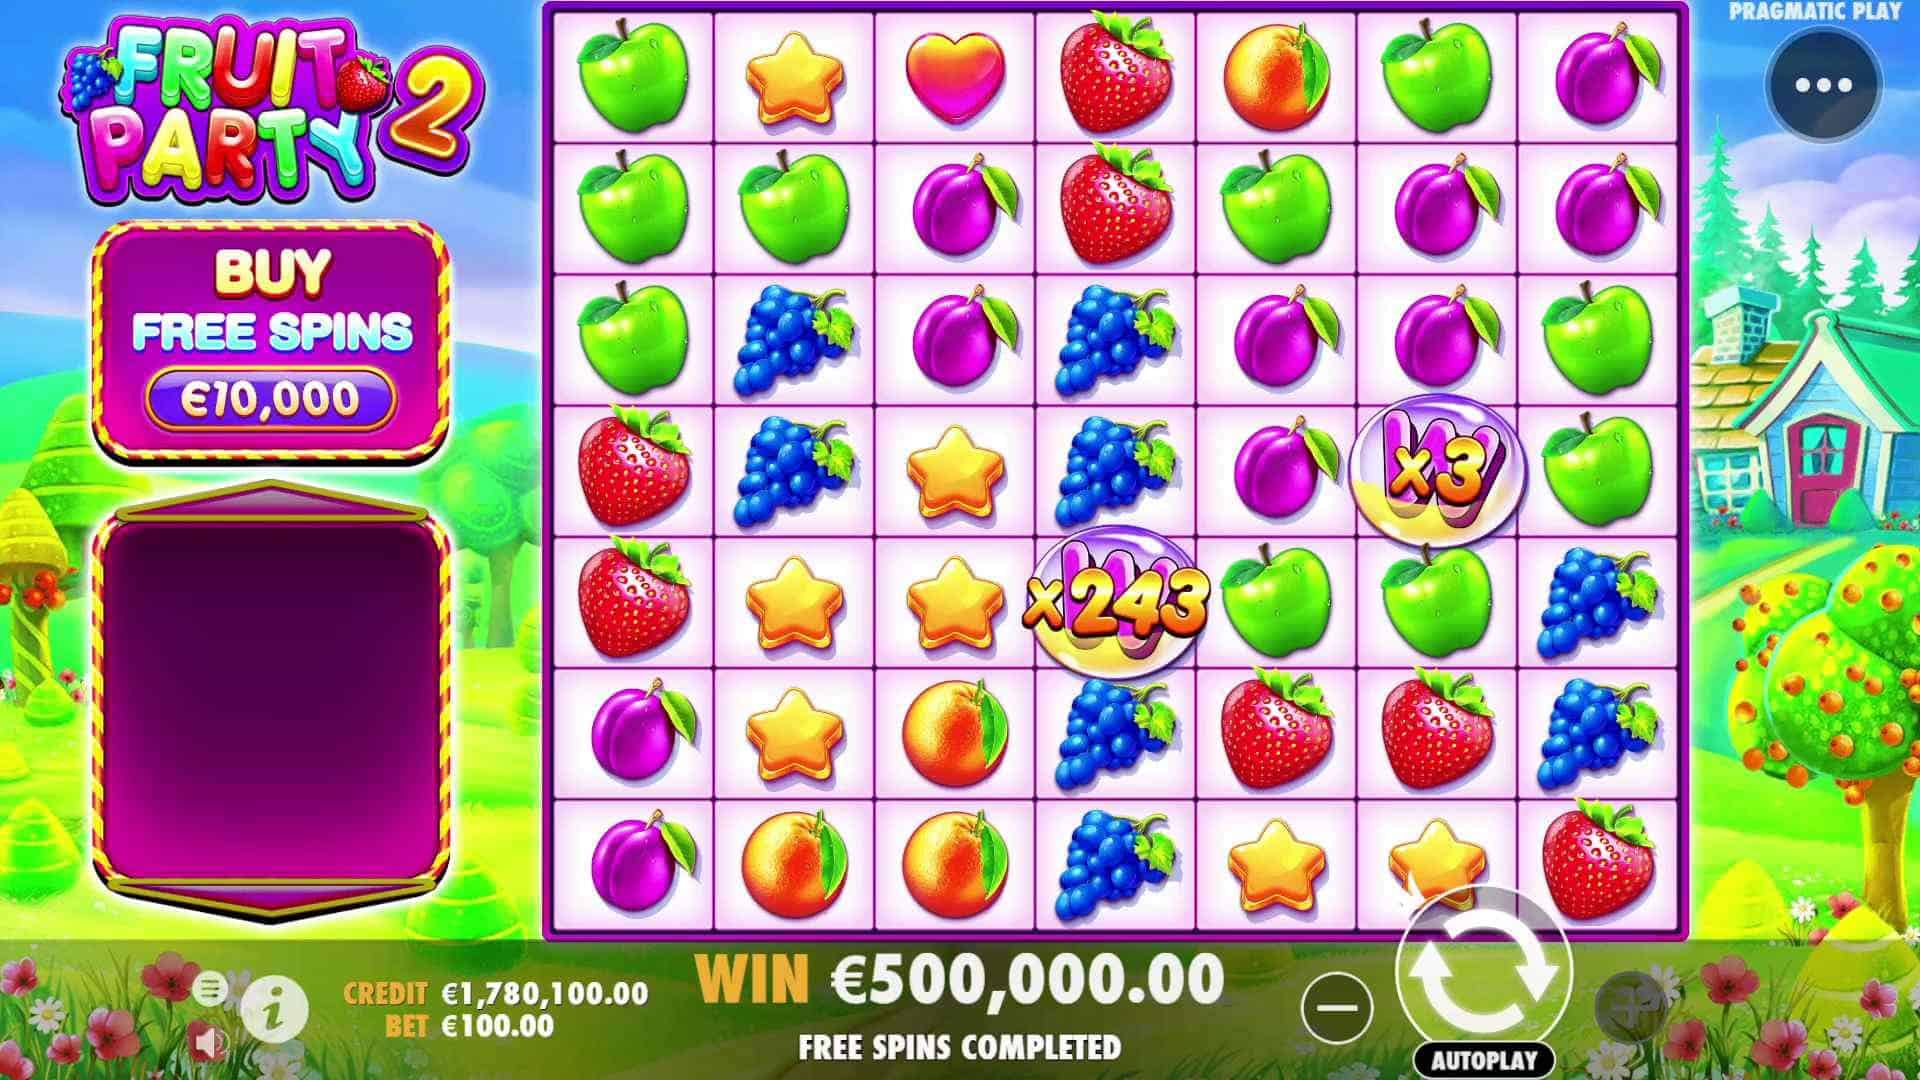 PRAGMATIC PLAY
FRUIT
PARTY 2
BUY
FREE SPINS
€10,000
W
x3
W
x243
CREDIT €1,780,100.00
BET €100.00
WIN €500,000.00
FREE SPINS COMPLETED
AUTOPLAY